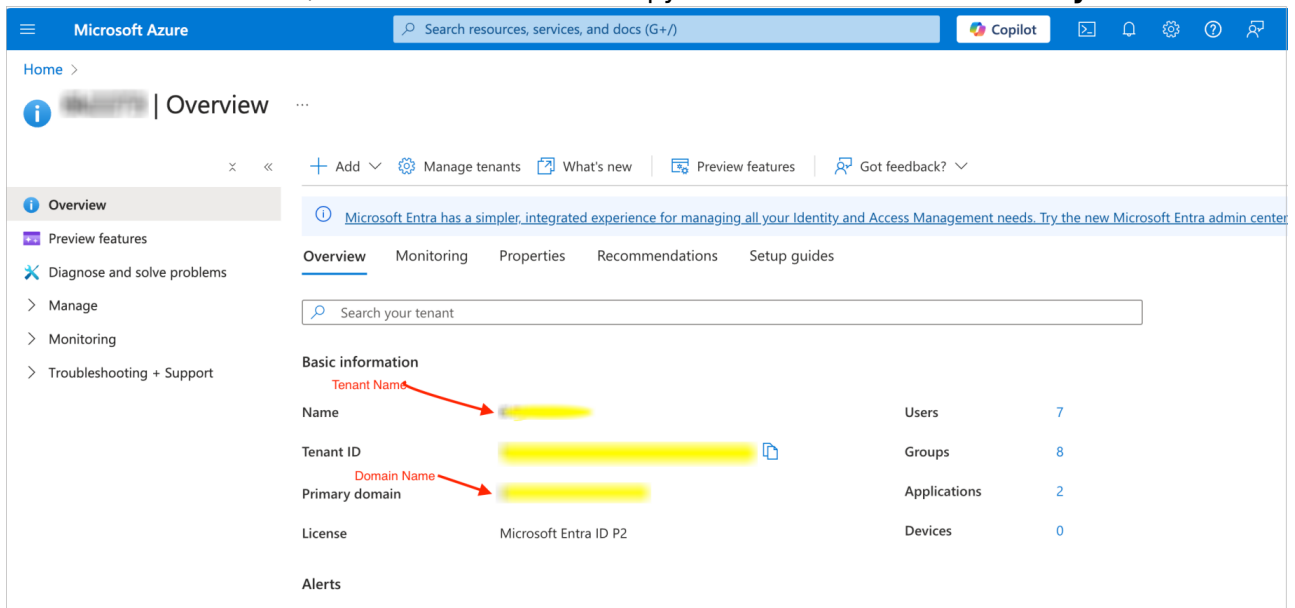 Microsoft Azure
Search resources, services, and docs (G+/)
Copilot
Home >
| Overview ...
+ Add
Manage tenants
What's new
Preview features
Got feedback?
Overview
Preview features
Diagnose and solve problems
> Manage
> Monitoring
> Troubleshooting + Support
Microsoft Entra has a simpler, integrated experience for managing all your Identity and Access Management needs. Try the new Microsoft Entra admin center
Overview Monitoring Properties Recommendations Setup guides
Search your tenant
Basic information
Tenant Name
Name
Users 7
Tenant ID
Groups 8
Domain Name
Primary domain
Applications 2
License Microsoft Entra ID P2
Devices 0
Alerts